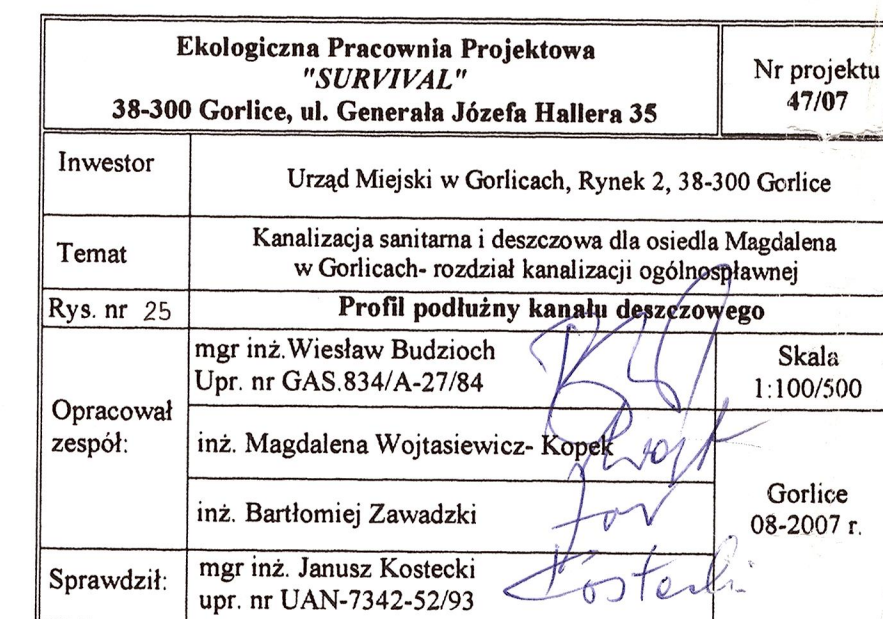 Ekologiczna Pracownia Projektowa
"SURVIVAL"
38-300 Gorlice, ul. Generała Józefa Hallera 35
Nr projektu
47/07
Inwestor
Urząd Miejski w Gorlicach, Rynek 2, 38-300 Gorlice
Temat
Kanalizacja sanitarna i deszczowa dla osiedla Magdalena
w Gorlicach- rozdział kanalizacji ogólnospławnej
Rys. nr 25
Profil podłużny kanału deszczowego
Opracował
zespół:
mgr inż.Wiesław Budzioch
Upr. nr GAS.834/A-27/84
Skala
1:100/500
inż. Magdalena Wojtasiewicz- Kopek
inż. Bartłomiej Zawadzki
Gorlice
08-2007 r.
Sprawdził:
mgr inż. Janusz Kostecki
upr. nr UAN-7342-52/93
Kostecki